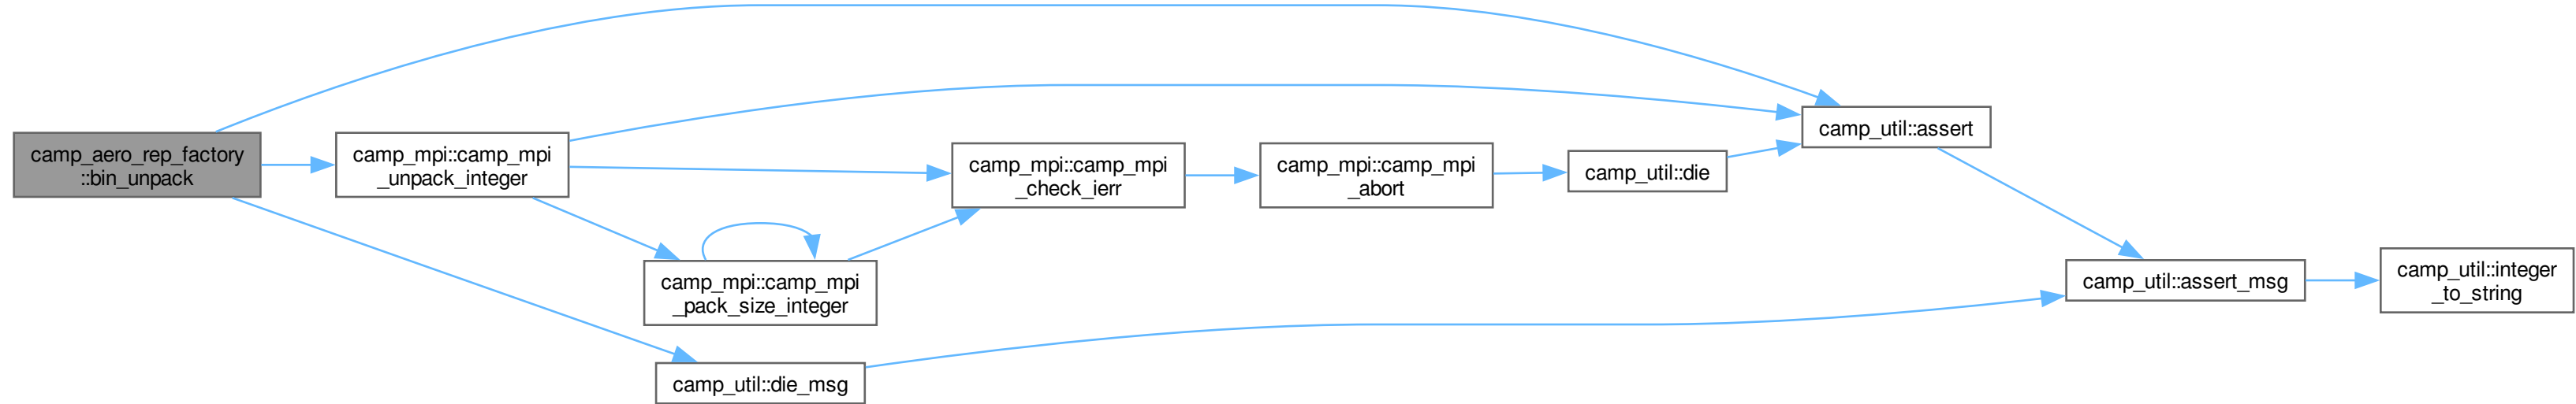 camp_aero_rep_factory
::bin_unpack
camp_mpi::camp_mpi
_unpack_integer
camp_mpi::camp_mpi
_pack_size_integer
camp_util::die_msg
camp_mpi::camp_mpi
_check_ierr
camp_mpi::camp_mpi
_abort
camp_util::die
camp_util::assert
camp_util::assert_msg
camp_util::integer
_to_string